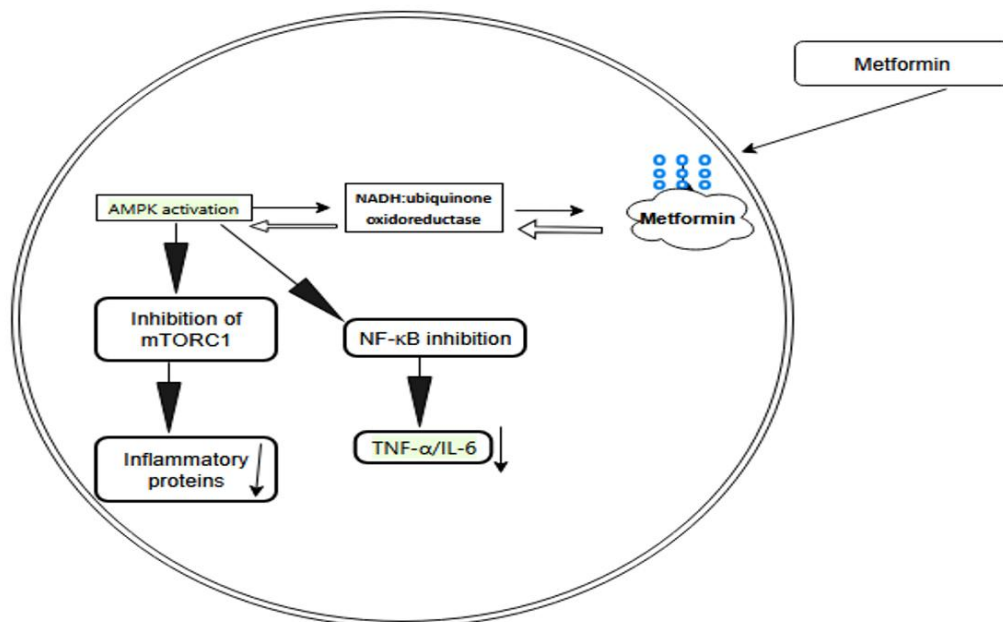 Metformin
NADH:ubiquinone
oxidoreductase
AMPK activation
Metformin
Inhibition of
mTORC1
NF-κB inhibition
Inflammatory
proteins
TNF-α/IL-6